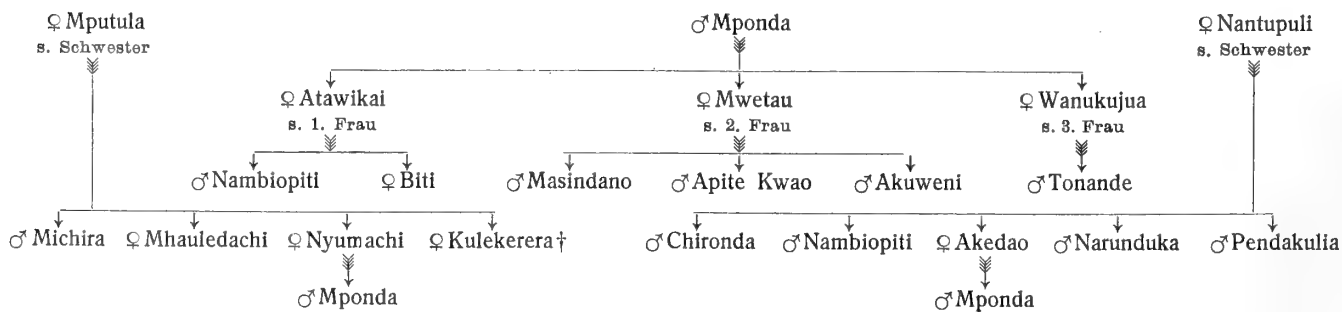 ♀ Mputula ♂ Mponda ♀ Nantupuli
s. Schwester s. Schwester
♀ Atawikai ♀ Mwetau ♀ Wanukujua
s. 1. Frau s. 2. Frau s. 3. Frau
♂ Nambiopiti ♀ Biti ♂ Masindano ♂ Apite Kwao ♂ Akuweni ♂ Tonande
♂ Michira ♀ Mhauledachi ♀ Nyumachi ♀ Kulekerera † ♂ Chironda ♂ Nambiopiti ♀ Akedao ♂ Narunduka ♂ Pendakulia
♂ Mponda ♂ Mponda